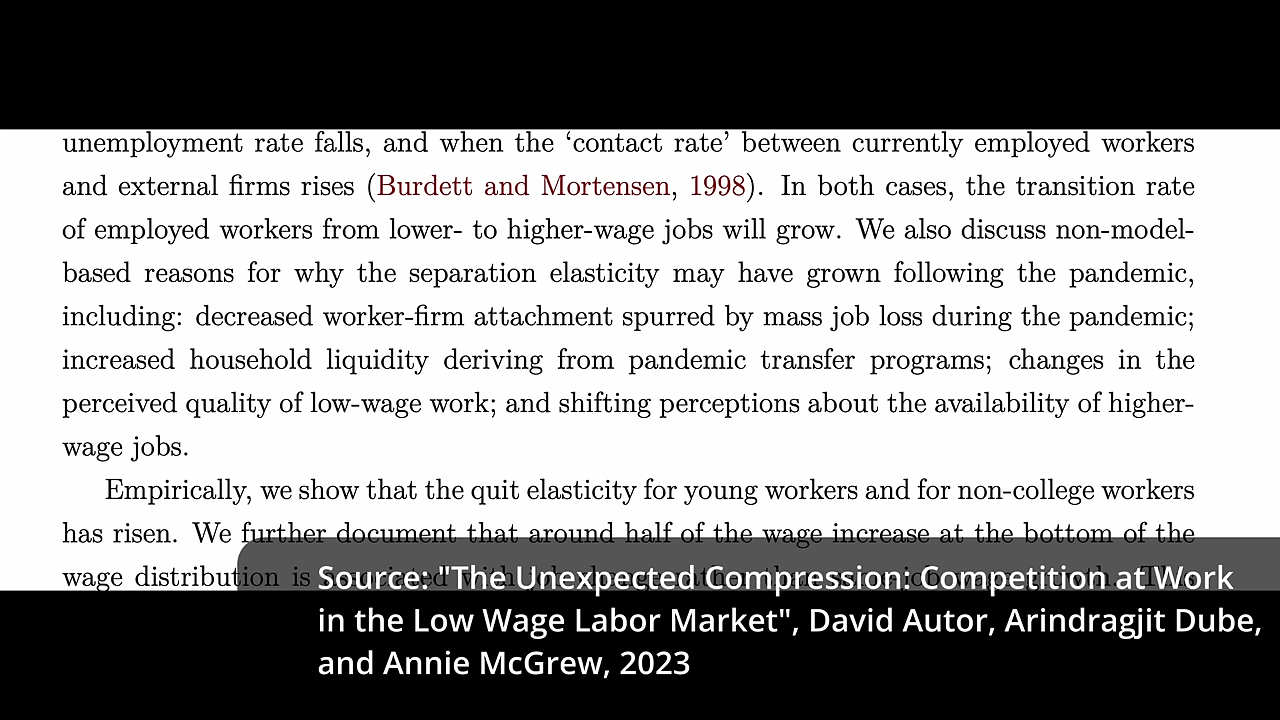 unemployment rate falls, and when the ‘contact rate’ between currently employed workers
and external firms rises (Burdett and Mortensen, 1998). In both cases, the transition rate
of employed workers from lower- to higher-wage jobs will grow. We also discuss non-model-
based reasons for why the separation elasticity may have grown following the pandemic,
including: decreased worker-firm attachment spurred by mass job loss during the pandemic;
increased household liquidity deriving from pandemic transfer programs; changes in the
perceived quality of low-wage work; and shifting perceptions about the availability of higher-
wage jobs.
Empirically, we show that the quit elasticity for young workers and for non-college workers
has risen. We further document that around half of the wage increase at the bottom of the
wage distribution is
Source: "The Unexpected Compression: Competition at Work
in the Low Wage Labor Market", David Autor, Arindragjit Dube,
and Annie McGrew, 2023